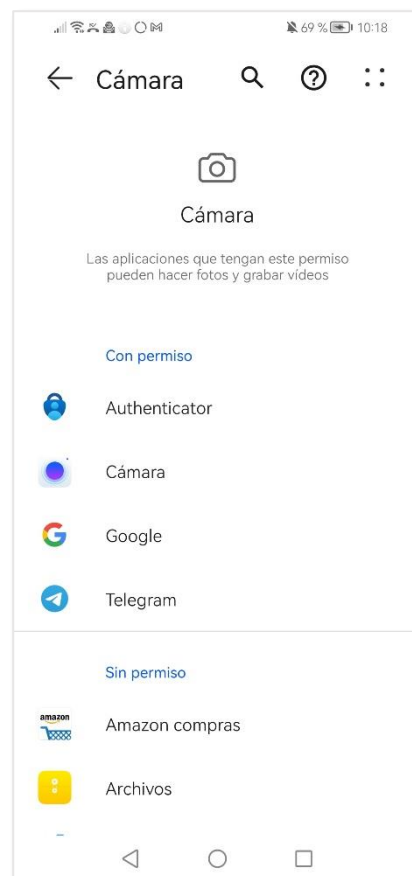 69 % 10:18
Cámara
Cámara
Las aplicaciones que tengan este permiso
pueden hacer fotos y grabar vídeos
Con permiso
Authenticator
Cámara
Google
Telegram
Sin permiso
amazon
Amazon compras
Archivos